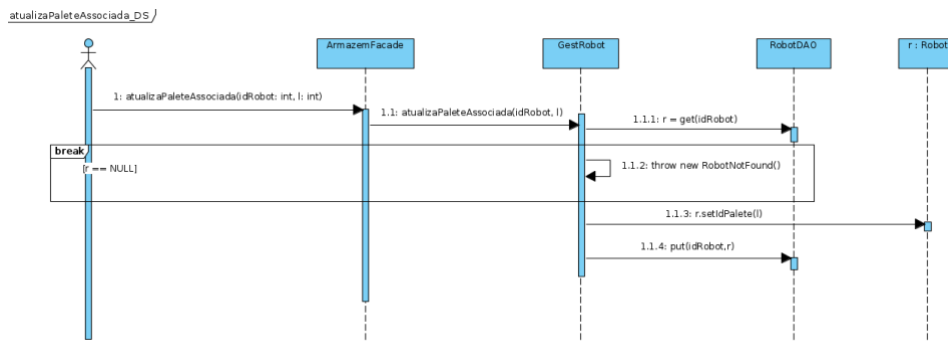 atualizaPaleteAssociada_DS
ArmazemFacade
GestRobot
RobotDAO
r : Robot
1: atualizaPaleteAssociada(idRobot: int, l: int)
1.1: atualizaPaleteAssociada(idRobot, l)
1.1.1: r = get(idRobot)
break
[r == NULL]
1.1.2: throw new RobotNotFound()
1.1.3: r.setIdPalete(l)
1.1.4: put(idRobot,r)